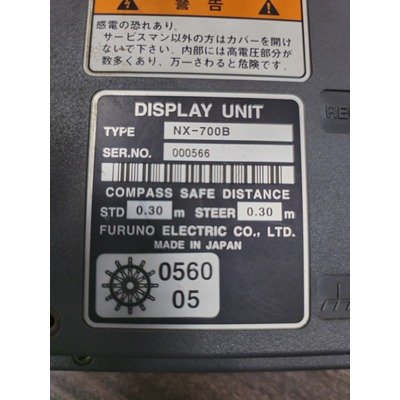 警告
感電の恐れあり。
サービスマン以外の方はカバーを開け
ないで下さい。内部には高電圧部分が
数多くあり、万一さわると危険です。
DISPLAY UNIT
TYPE NX-700B
SER.NO. 000566
COMPASS SAFE DISTANCE
STD 0.30 m STEER 0.30 m
FURUNO ELECTRIC CO., LTD.
MADE IN JAPAN
0560
05